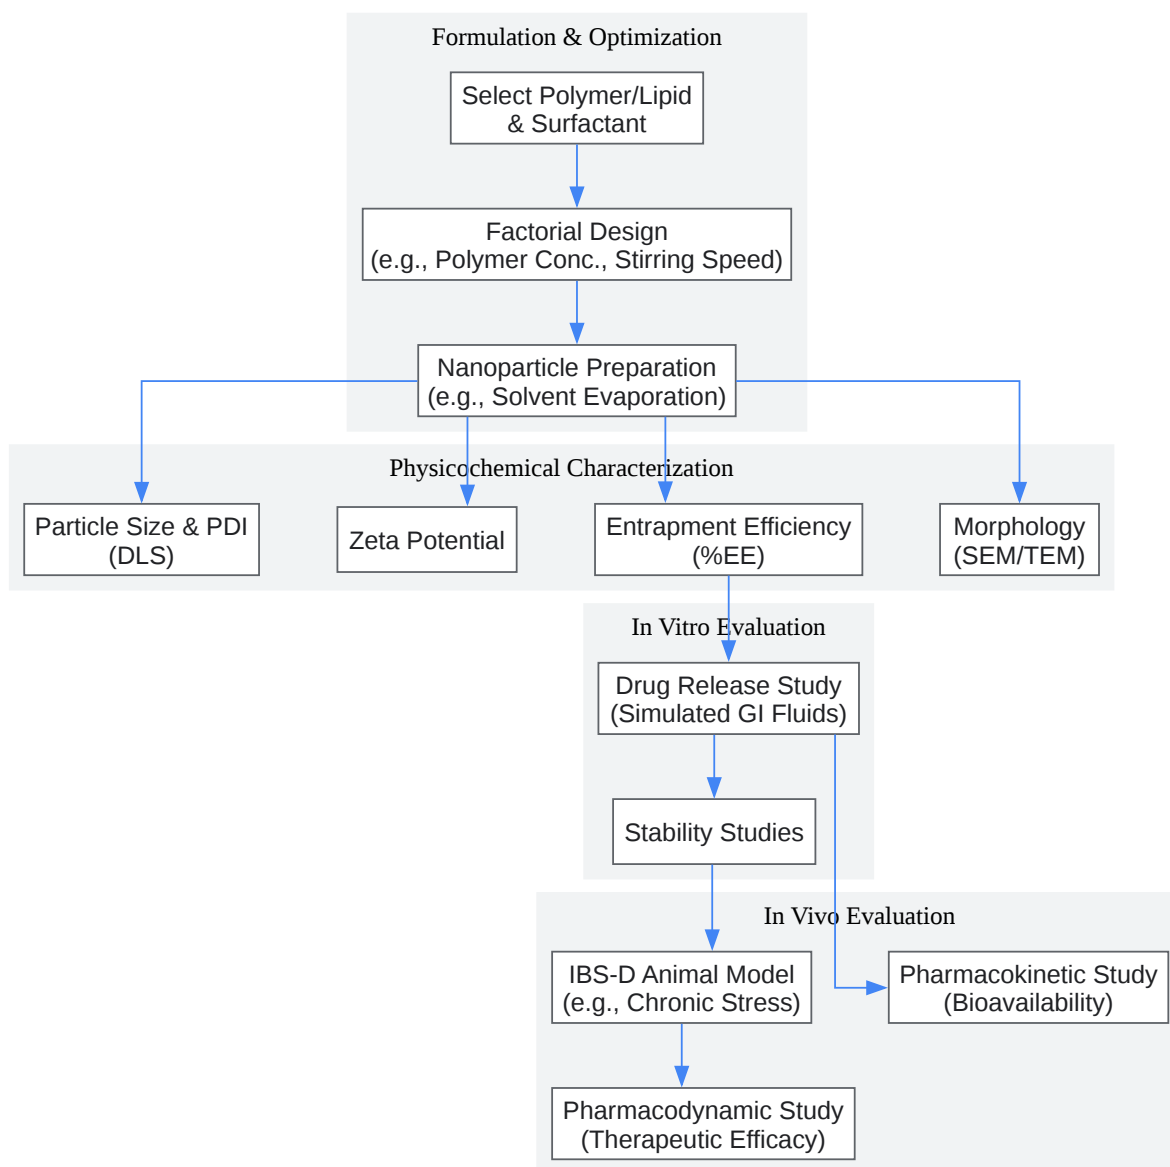 Formulation & Optimization
Select Polymer/Lipid
& Surfactant
Factorial Design
(e.g., Polymer Conc., Stirring Speed)
Nanoparticle Preparation
(e.g., Solvent Evaporation)
Physicochemical Characterization
Particle Size & PDI
(DLS)
Zeta Potential
Entrapment Efficiency
(%EE)
Morphology
(SEM/TEM)
In Vitro Evaluation
Drug Release Study
(Simulated GI Fluids)
Stability Studies
In Vivo Evaluation
IBS-D Animal Model
(e.g., Chronic Stress)
Pharmacokinetic Study
(Bioavailability)
Pharmacodynamic Study
(Therapeutic Efficacy)